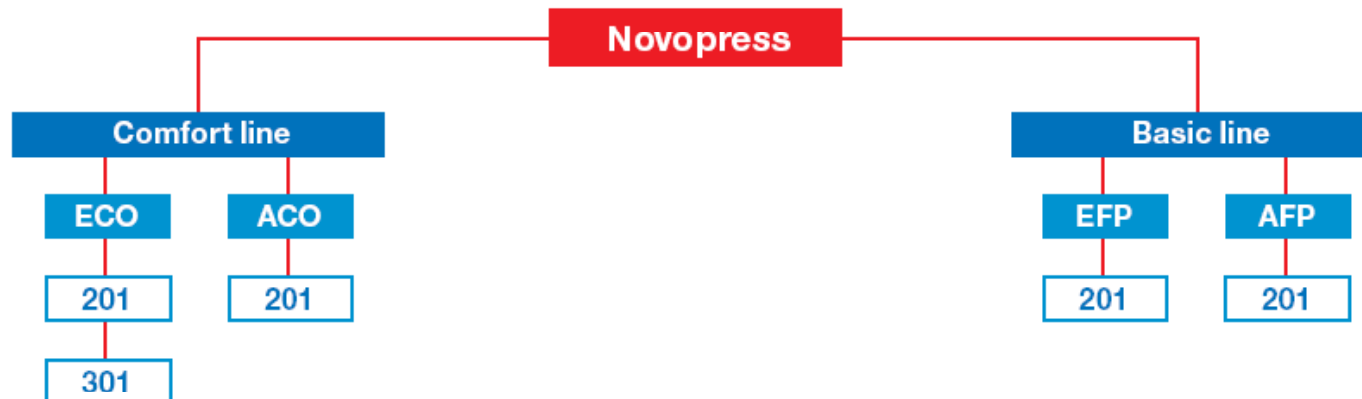 Novopress
Comfort line
Basic line
ECO
ACO
EFP
AFP
201
201
201
201
301